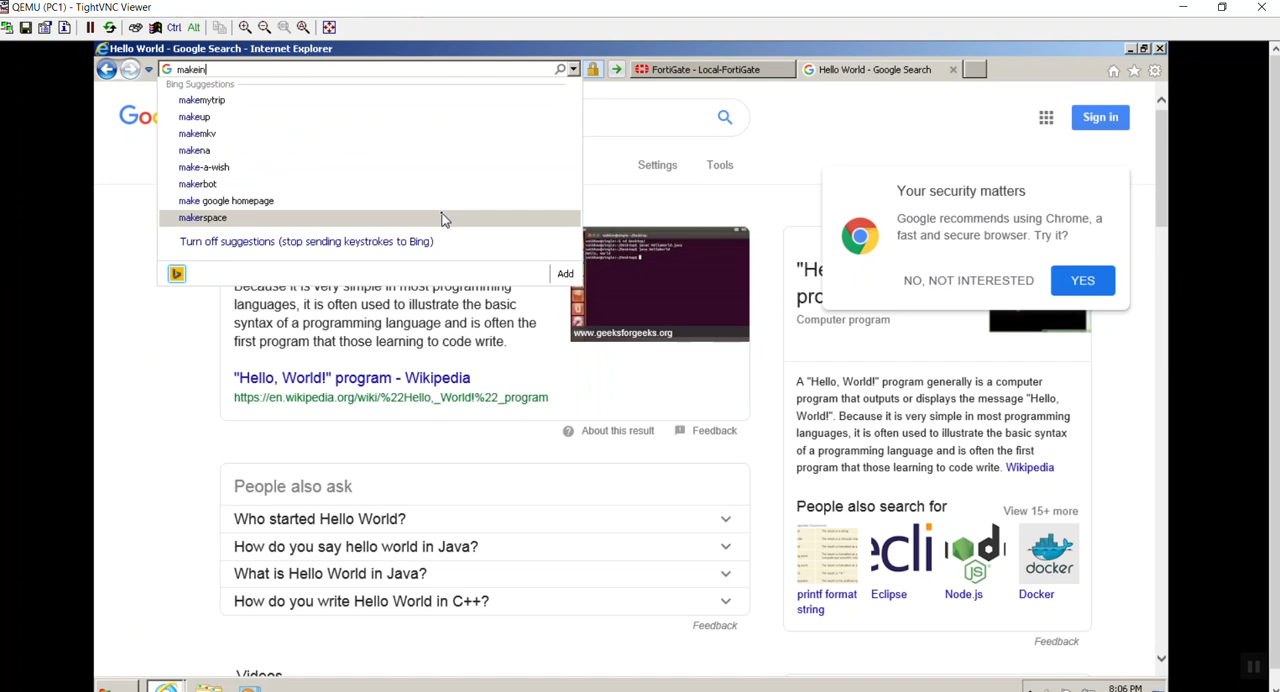 QEMU (PC1) - TightVNC Viewer
Ctrl Alt
Hello World - Google Search - Internet Explorer
makein
FortiGate - Local-FortiGate
Hello World - Google Search
Bing Suggestions
makemytrip
makeup
makemkv
makena
make-a-wish
makerbot
make google homepage
makerspace
Turn off suggestions (stop sending keystrokes to Bing)
Add
Goo
Sign in
Settings
Tools
Your security matters
Google recommends using Chrome, a
fast and secure browser. Try it?
NO, NOT INTERESTED
YES
Because it is very simple in most programming
languages, it is often used to illustrate the basic
syntax of a programming language and is often the
first program that those learning to code write.
www.geeksforgeeks.org
"Hello, World!" program - Wikipedia
https://en.wikipedia.org/wiki/%22Hello,_World!%22_program
About this result
Feedback
People also ask
Who started Hello World?
How do you say hello world in Java?
What is Hello World in Java?
How do you write Hello World in C++?
Feedback
Videos
"He
pro
Computer program
A "Hello, World!" program generally is a computer
program that outputs or displays the message "Hello,
World!". Because it is very simple in most programming
languages, it is often used to illustrate the basic syntax
of a programming language and is often the first
program that those learning to code write. Wikipedia
People also search for
View 15+ more
ecli
docker
printf format
string
Eclipse
Node.js
Docker
Feedback
8:06 PM